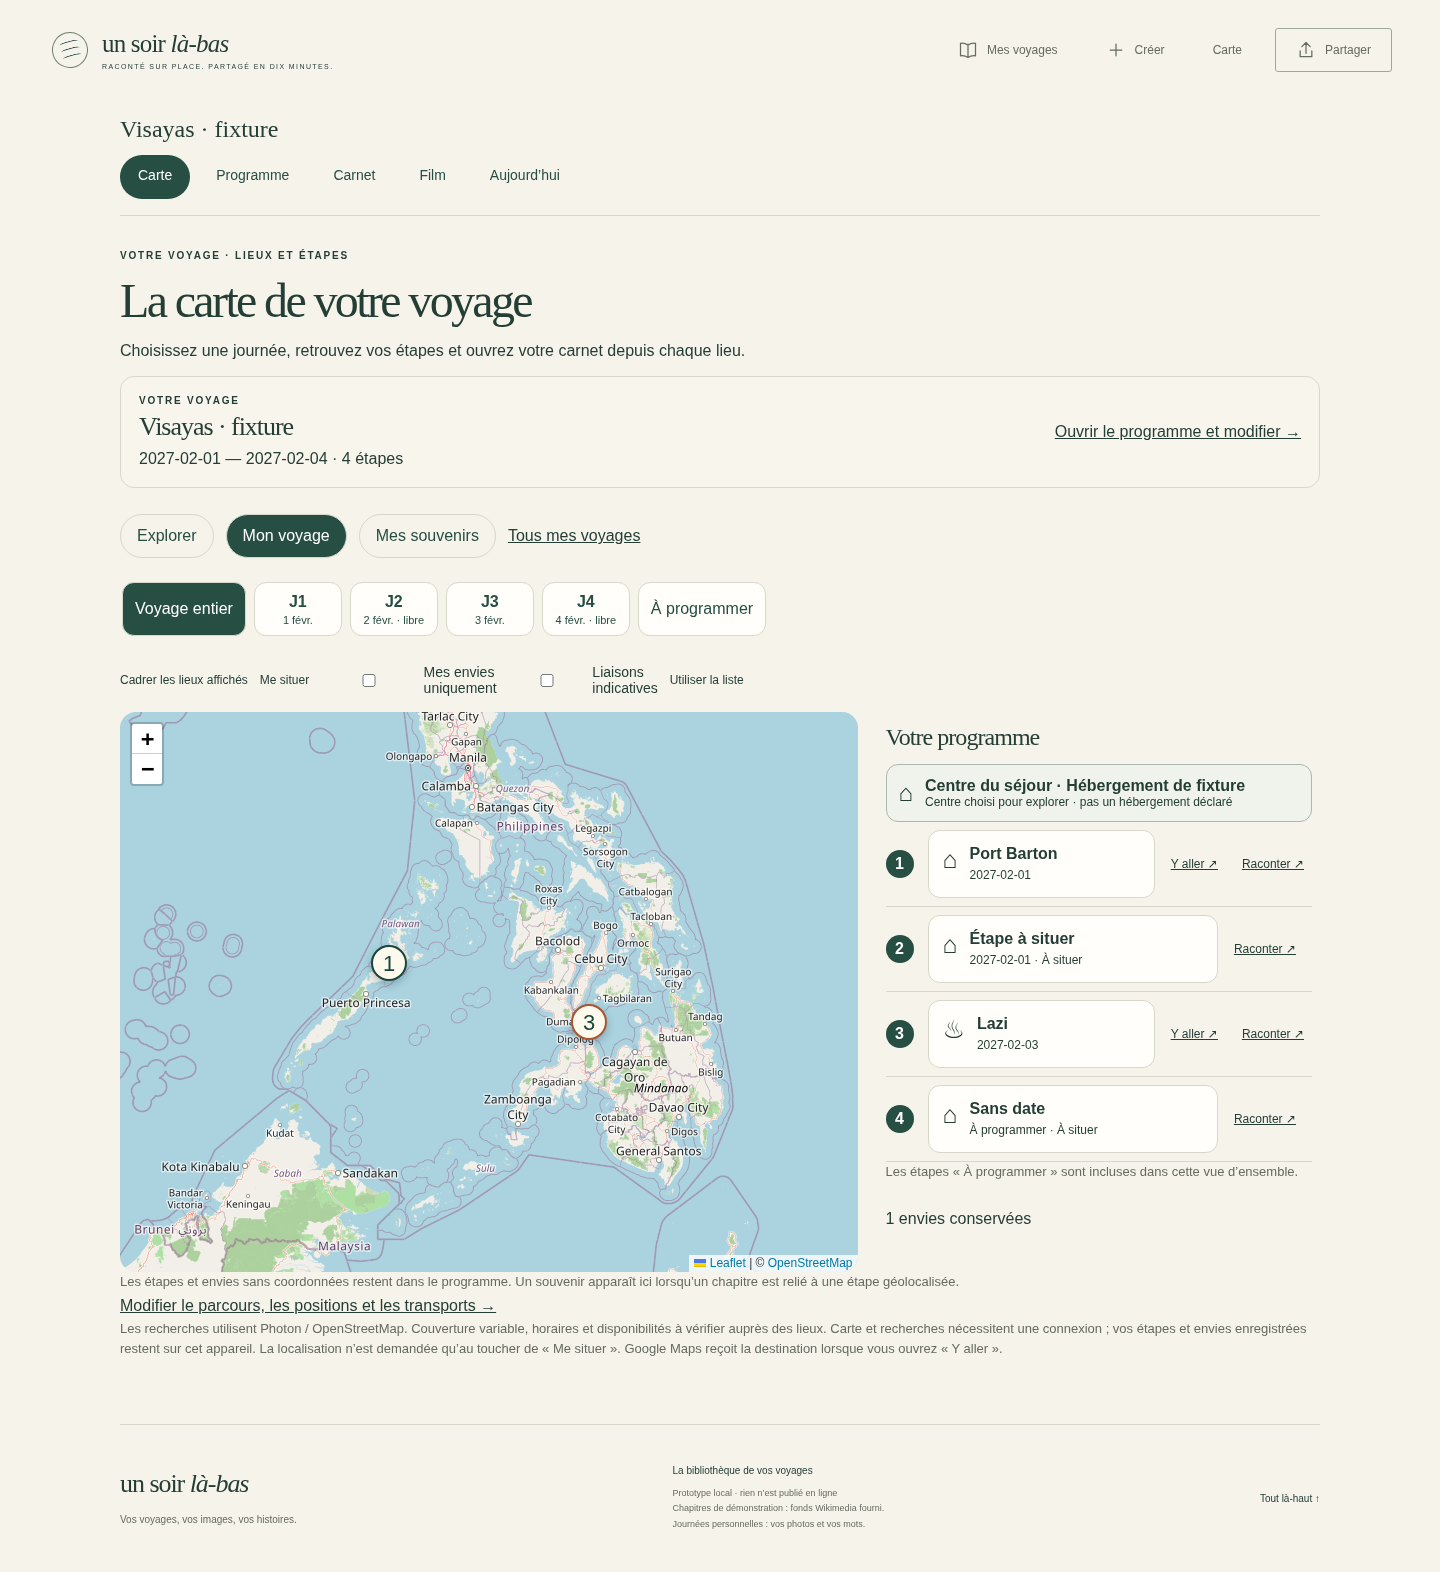 un soir là-bas
RACONTÉ SUR PLACE. PARTAGÉ EN DIX MINUTES.
Mes voyages
Créer
Carte
Partager
Visayas · fixture
Carte
Programme
Carnet
Film
Aujourd’hui
VOTRE VOYAGE · LIEUX ET ÉTAPES
La carte de votre voyage
Choisissez une journée, retrouvez vos étapes et ouvrez votre carnet depuis chaque lieu.
VOTRE VOYAGE
Visayas · fixture
2027-02-01 — 2027-02-04 · 4 étapes
Ouvrir le programme et modifier →
Explorer
Mon voyage
Mes souvenirs
Tous mes voyages
Voyage entier
J1
1 févr.
J2
2 févr. · libre
J3
3 févr.
J4
4 févr. · libre
À programmer
Cadrer les lieux affichés
Me situer
Mes envies
uniquement
Liaisons
indicatives
Utiliser la liste
+
−
Tarlac City
Gapan
Olongapo
Manila
Calamba
Quezon
Batangas City
Calapan
Philippines
Legazpi
Sorsogon
City
Roxas
City
Catbalogan
Palawan
Tacloban
Bogo
Bacolod
Ormoc
Cebu City
Surigao
City
1
Kabankalan
Puerto Princesa
Tagbilaran
Duma
3
Tandag
Dipolog
Butuan
Cagayan de
Oro
Bislig
Pagadian
Mindanao
Zamboanga
City
Davao City
Cotabato
City
Digos
Kudat
General Santos
Kota Kinabalu
Sabah
Sandakan
Sulu
Bandar
Victoria
Keningau
Brunei بروني
Malaysia
Leaflet | © OpenStreetMap
Votre programme
Centre du séjour · Hébergement de fixture
Centre choisi pour explorer · pas un hébergement déclaré
1
Port Barton
2027-02-01
Y aller ↗
Raconter ↗
2
Étape à situer
2027-02-01 · À situer
Raconter ↗
3
Lazi
2027-02-03
Y aller ↗
Raconter ↗
4
Sans date
À programmer · À situer
Raconter ↗
Les étapes « À programmer » sont incluses dans cette vue d’ensemble.
1 envies conservées
Les étapes et envies sans coordonnées restent dans le programme. Un souvenir apparaît ici lorsqu’un chapitre est relié à une étape géolocalisée.
Modifier le parcours, les positions et les transports →
Les recherches utilisent Photon / OpenStreetMap. Couverture variable, horaires et disponibilités à vérifier auprès des lieux. Carte et recherches nécessitent une connexion ; vos étapes et envies enregistrées
restent sur cet appareil. La localisation n’est demandée qu’au toucher de « Me situer ». Google Maps reçoit la destination lorsque vous ouvrez « Y aller ».
un soir là-bas
Vos voyages, vos images, vos histoires.
La bibliothèque de vos voyages
Prototype local · rien n’est publié en ligne
Chapitres de démonstration : fonds Wikimedia fourni.
Journées personnelles : vos photos et vos mots.
Tout là-haut ↑